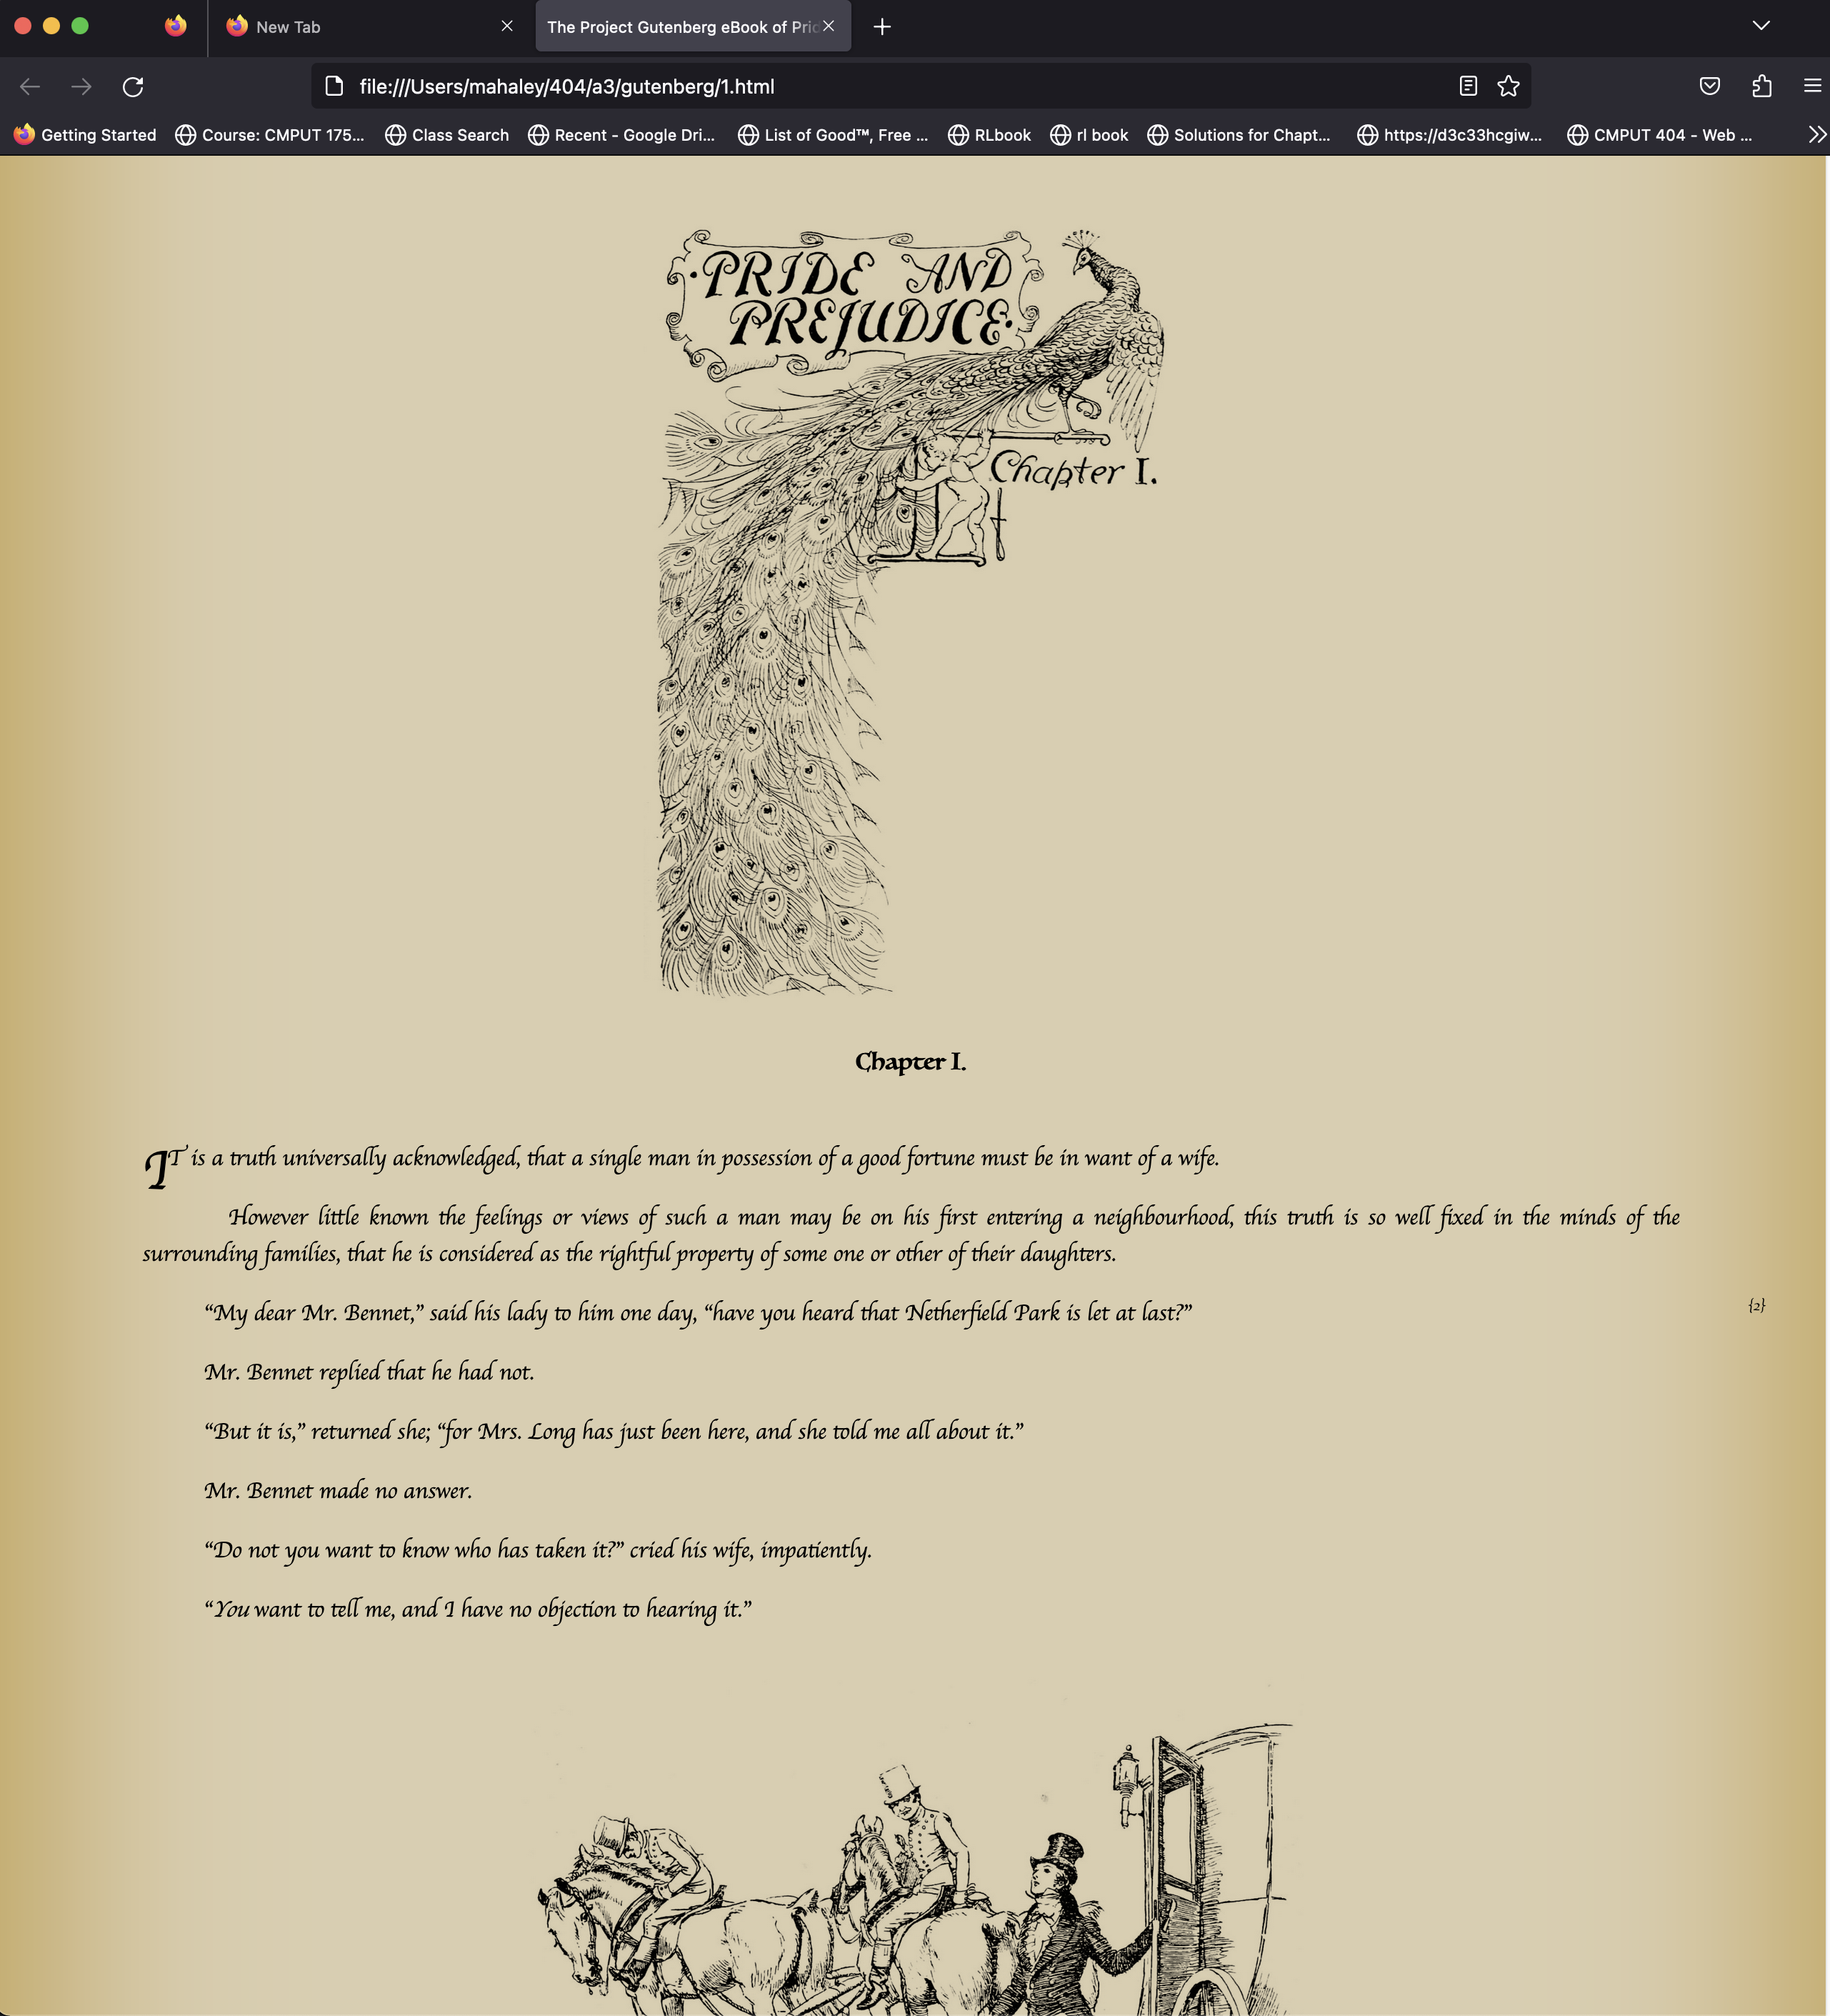 New Tab
The Project Gutenberg eBook of Pric
file:///Users/mahaley/404/a3/gutenberg/1.html
Getting Started Course: CMPUT 175... Class Search Recent - Google Dri... List of Good™, Free ... RLbook rl book Solutions for Chapt... https://d3c33hcgiw... CMPUT 404 - Web ...
·PRIDE AND
PREJUDICE·
Chapter I.
It
Chapter I.
IT is a truth universally acknowledged, that a single man in possession of a good fortune must be in want of a wife.
However little known the feelings or views of such a man may be on his first entering a neighbourhood, this truth is so well fixed in the minds of the
surrounding families, that he is considered as the rightful property of some one or other of their daughters.
“My dear Mr. Bennet,” said his lady to him one day, “have you heard that Netherfield Park is let at last?” {2}
Mr. Bennet replied that he had not.
“But it is,” returned she; “for Mrs. Long has just been here, and she told me all about it.”
Mr. Bennet made no answer.
“Do not you want to know who has taken it?” cried his wife, impatiently.
“You want to tell me, and I have no objection to hearing it.”